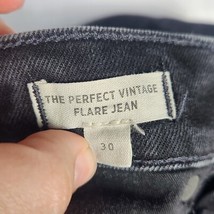 THE PERFECT VINTAGE
FLARE JEAN
30